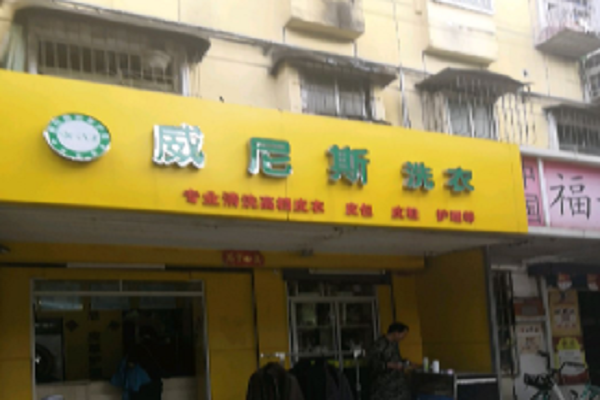 威尼斯洗衣
专业清洗高档皮衣 皮包 皮鞋 护理等
福